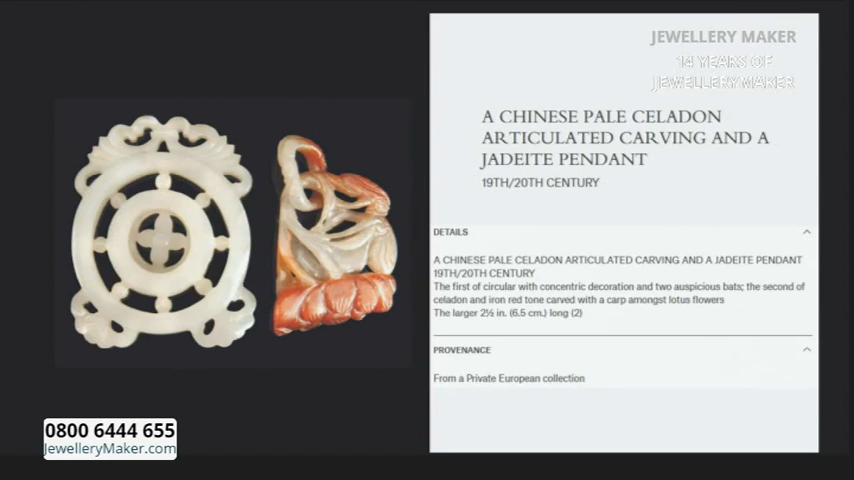 JEWELLERY MAKER
14 YEARS OF
JEWELLERY MAKER
A CHINESE PALE CELADON
ARTICULATED CARVING AND A
JADEITE PENDANT
19TH/20TH CENTURY
DETAILS
A CHINESE PALE CELADON ARTICULATED CARVING AND A JADEITE PENDANT
19TH/20TH CENTURY
The first of circular with concentric decoration and two auspicious bats; the second of
celadon and iron red tone carved with a carp amongst lotus flowers
The larger 2½ in. (6.5 cm.) long (2)
PROVENANCE
From a Private European collection
0800 6444 655
JewelleryMaker.com